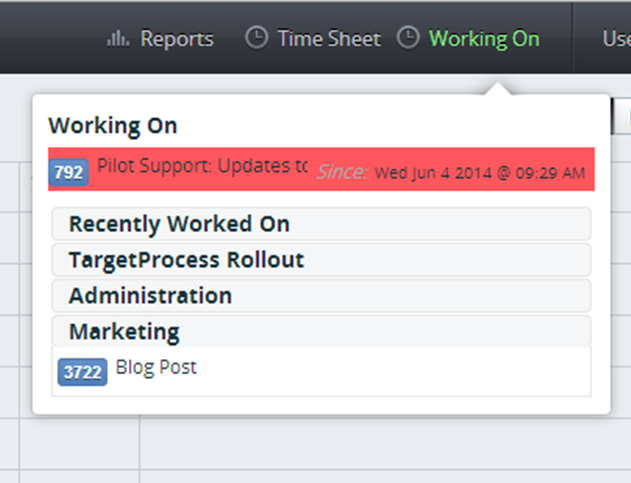 Reports Time Sheet Working On Use
Working On
792 Pilot Support: Updates to Since: Wed Jun 4 2014 @ 09:29 AM
Recently Worked On
TargetProcess Rollout
Administration
Marketing
3722 Blog Post